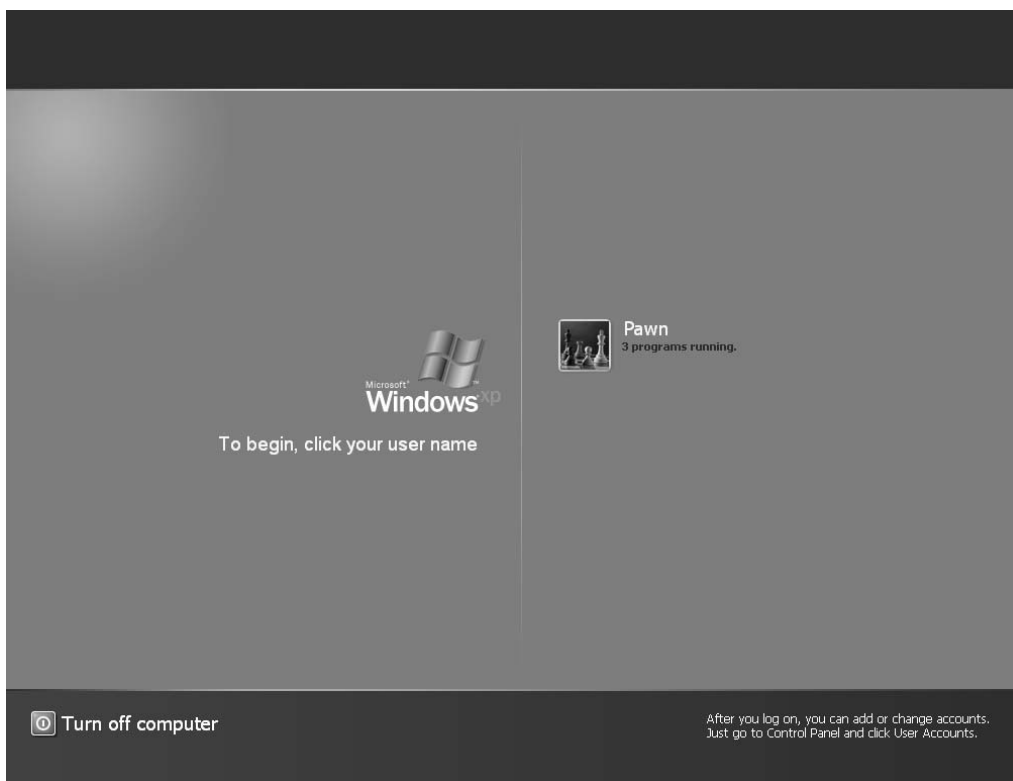 Microsoft®
Windows xp
™
To begin, click your user name
Pawn
3 programs running.
Turn off computer
After you log on, you can add or change accounts.
Just go to Control Panel and click User Accounts.